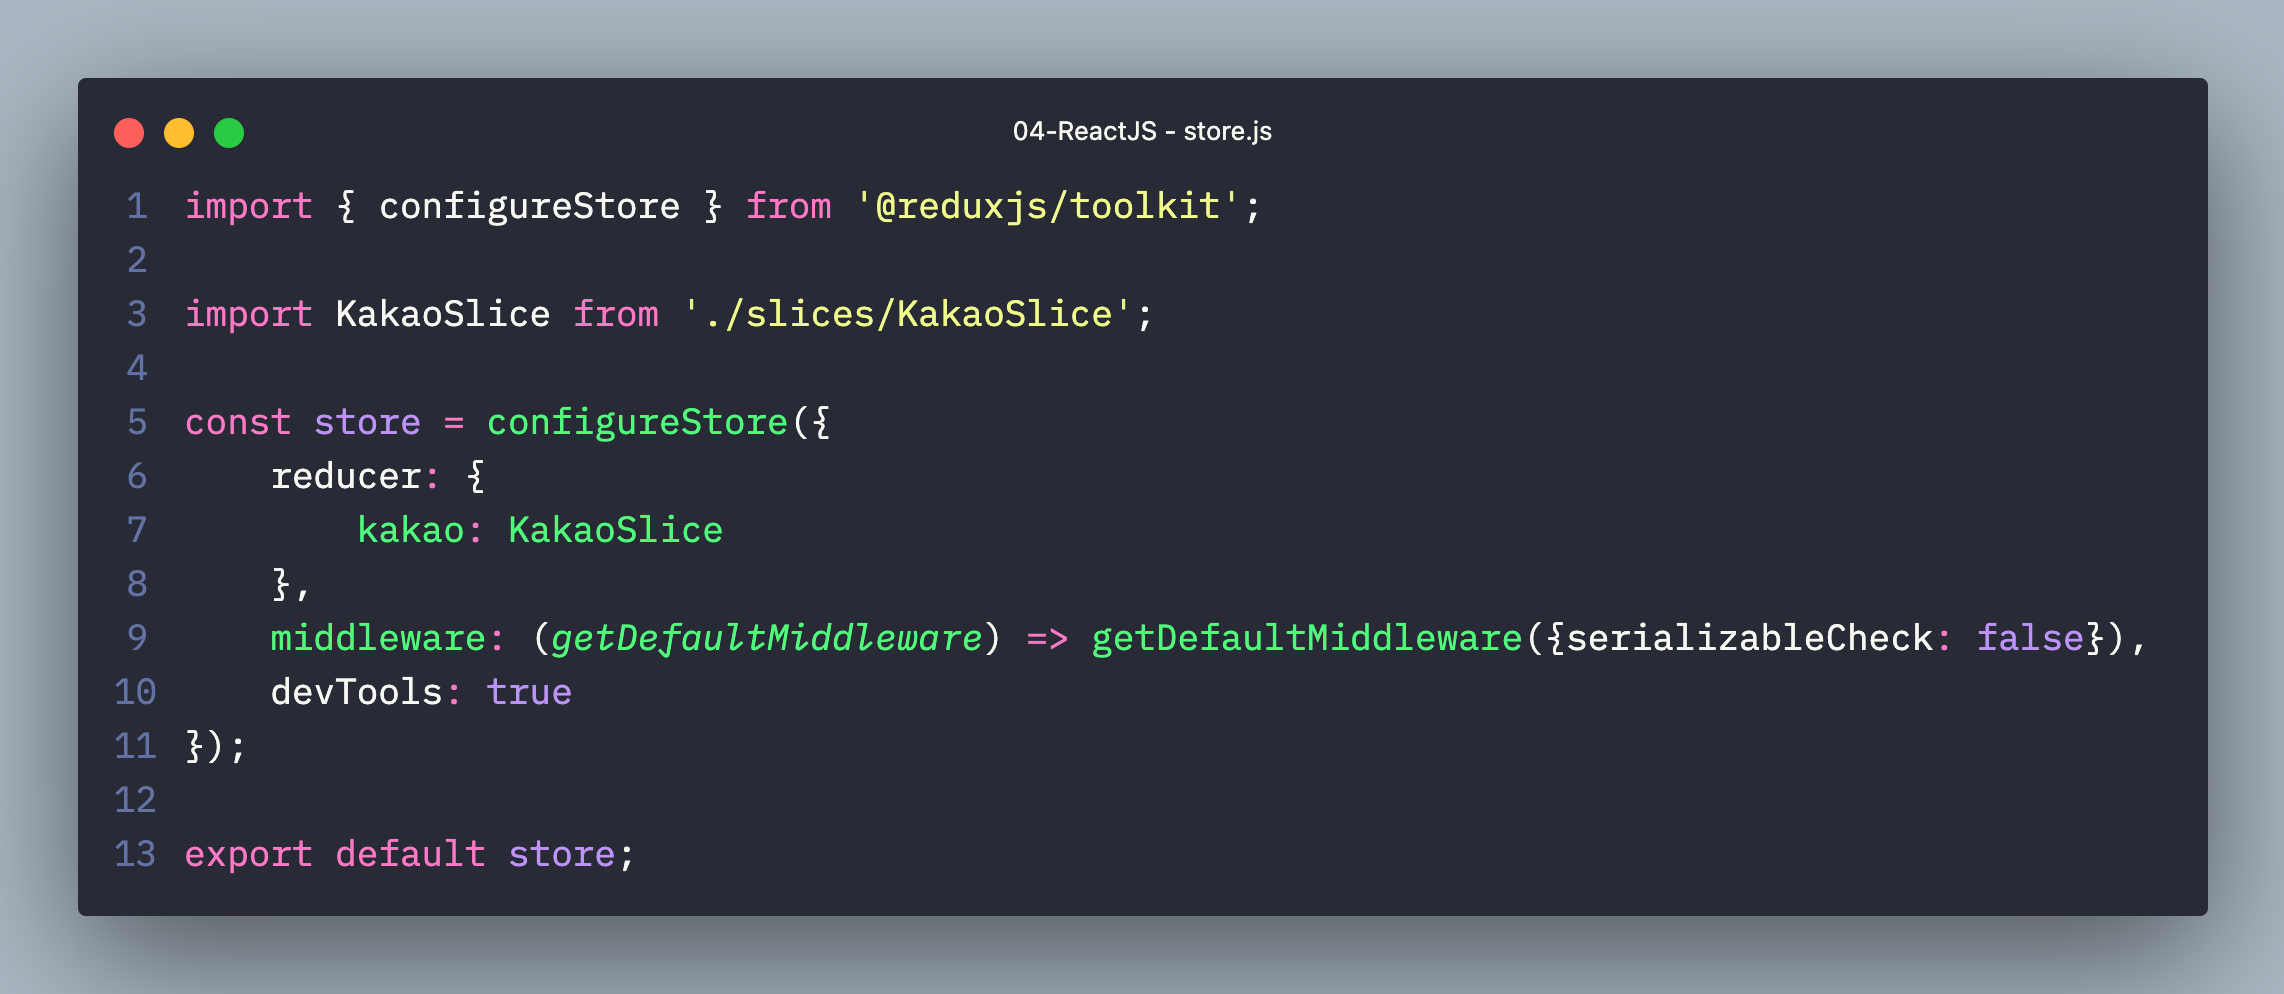 04-ReactJS - store.js
1 import { configureStore } from '@reduxjs/toolkit';
2
3 import KakaoSlice from './slices/KakaoSlice';
4
5 const store = configureStore({
6     reducer: {
7         kakao: KakaoSlice
8     },
9     middleware: (getDefaultMiddleware) => getDefaultMiddleware({serializableCheck: false}),
10     devTools: true
11 });
12
13 export default store;